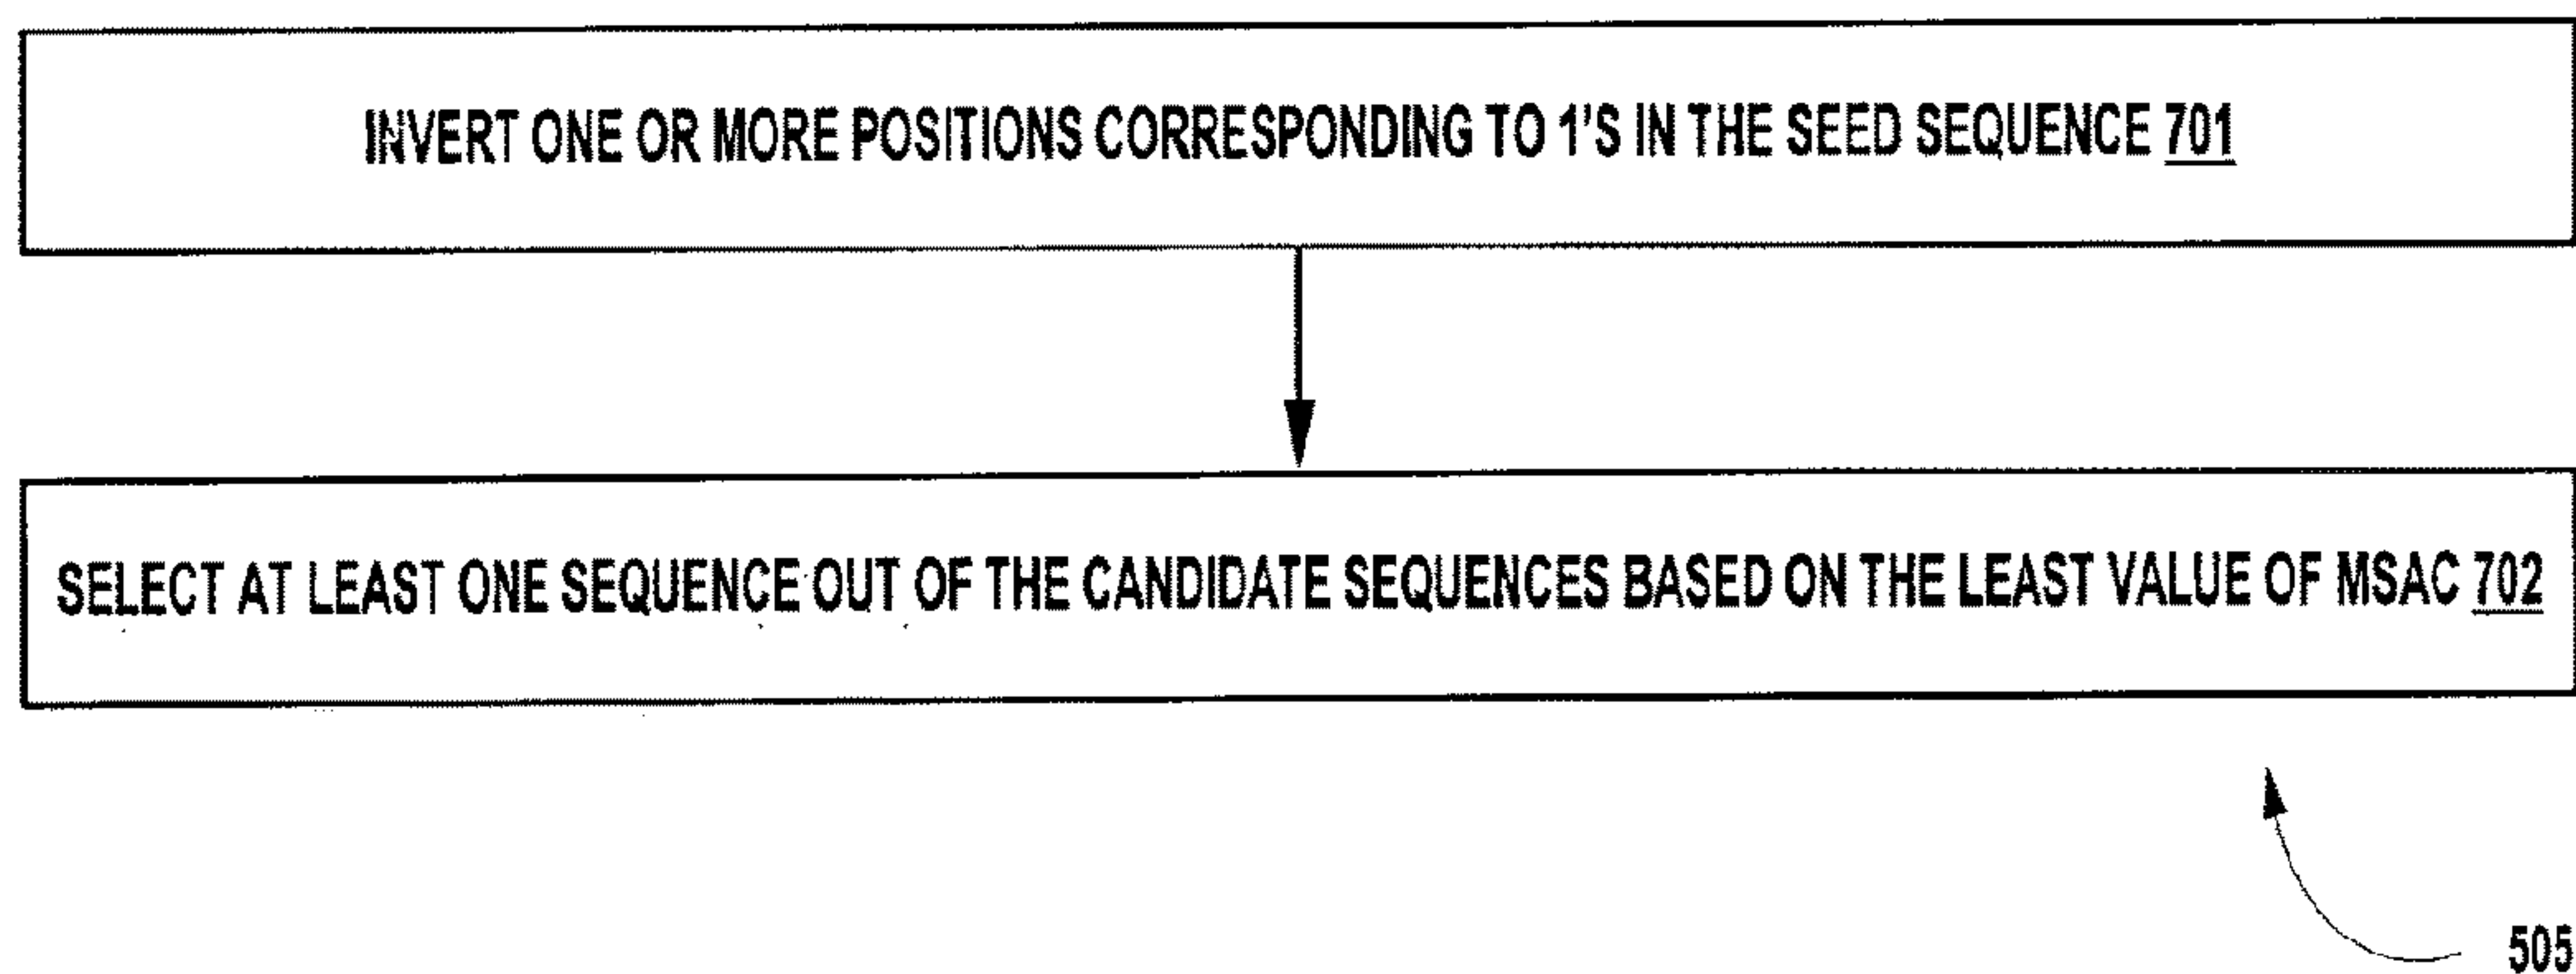 INVERT ONE OR MORE POSITIONS CORRESPONDING TO 1'S IN THE SEED SEQUENCE 701
SELECT AT LEAST ONE SEQUENCE OUT OF THE CANDIDATE SEQUENCES BASED ON THE LEAST VALUE OF MSAC 702
505